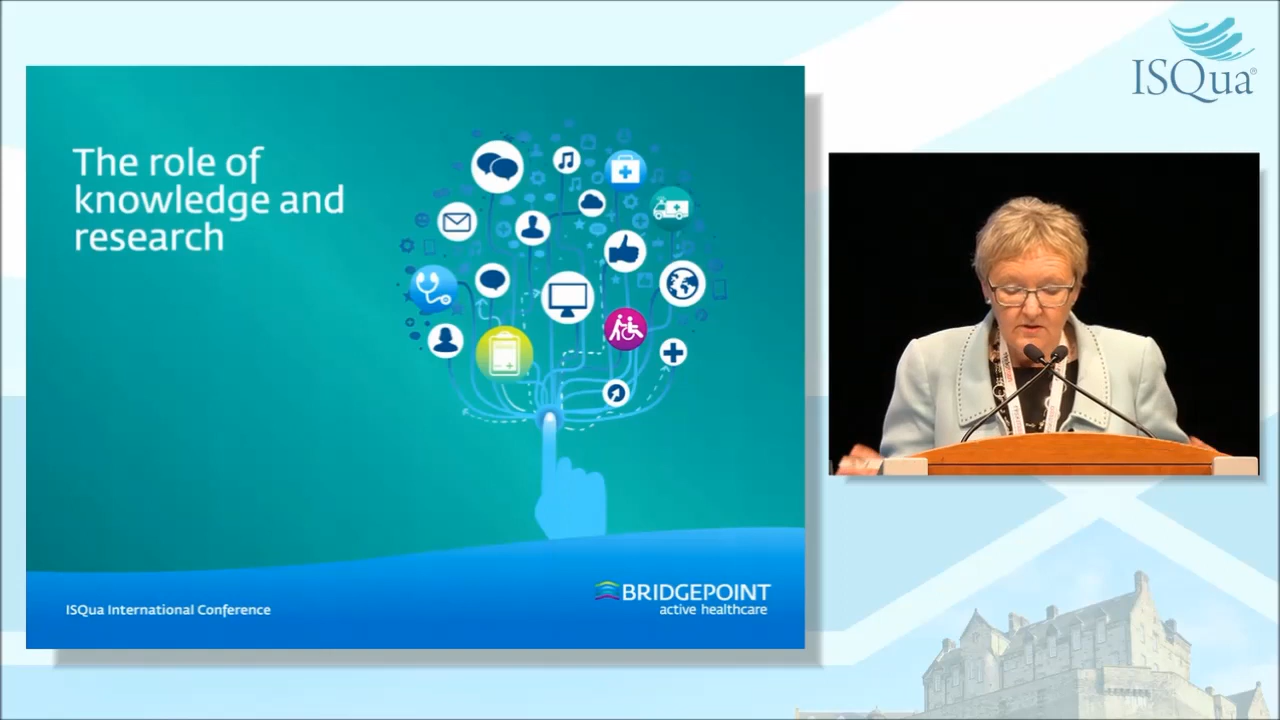 The role of
knowledge and
research
ISQua International Conference
BRIDGEPOINT
active healthcare
ISQua®